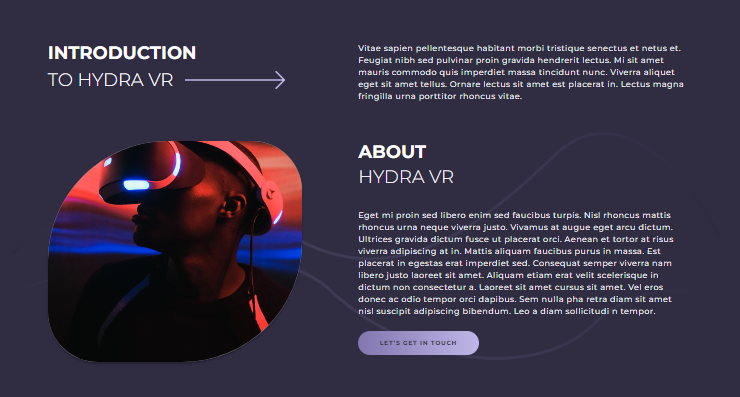 INTRODUCTION
TO HYDRA VR
Vitae sapien pellentesque habitant morbi tristique senectus et netus et.
Feugiat nibh sed pulvinar proin gravida hendrerit lectus. Mi sit amet
mauris commodo quis imperdiet massa tincidunt nunc. Viverra aliquet
eget sit amet tellus. Ornare lectus sit amet est placerat in. Lectus magna
fringilla urna porttitor rhoncus vitae.
ABOUT
HYDRA VR
Eget mi proin sed libero enim sed faucibus turpis. Nisl rhoncus mattis
rhoncus urna neque viverra justo. Vivamus at augue eget arcu dictum.
Ultrices gravida dictum fusce ut placerat orci. Aenean et tortor at risus
viverra adipiscing at in. Mattis aliquam faucibus purus in massa. Est
placerat in egestas erat imperdiet sed. Consequat semper viverra nam
libero justo laoreet sit amet. Aliquam etiam erat velit scelerisque in
dictum non consectetur a. Laoreet sit amet cursus sit amet. Vel eros
donec ac odio tempor orci dapibus. Sem nulla pha retra diam sit amet
nisl suscipit adipiscing bibendum. Leo a diam sollicitudi n tempor.
LET'S GET IN TOUCH